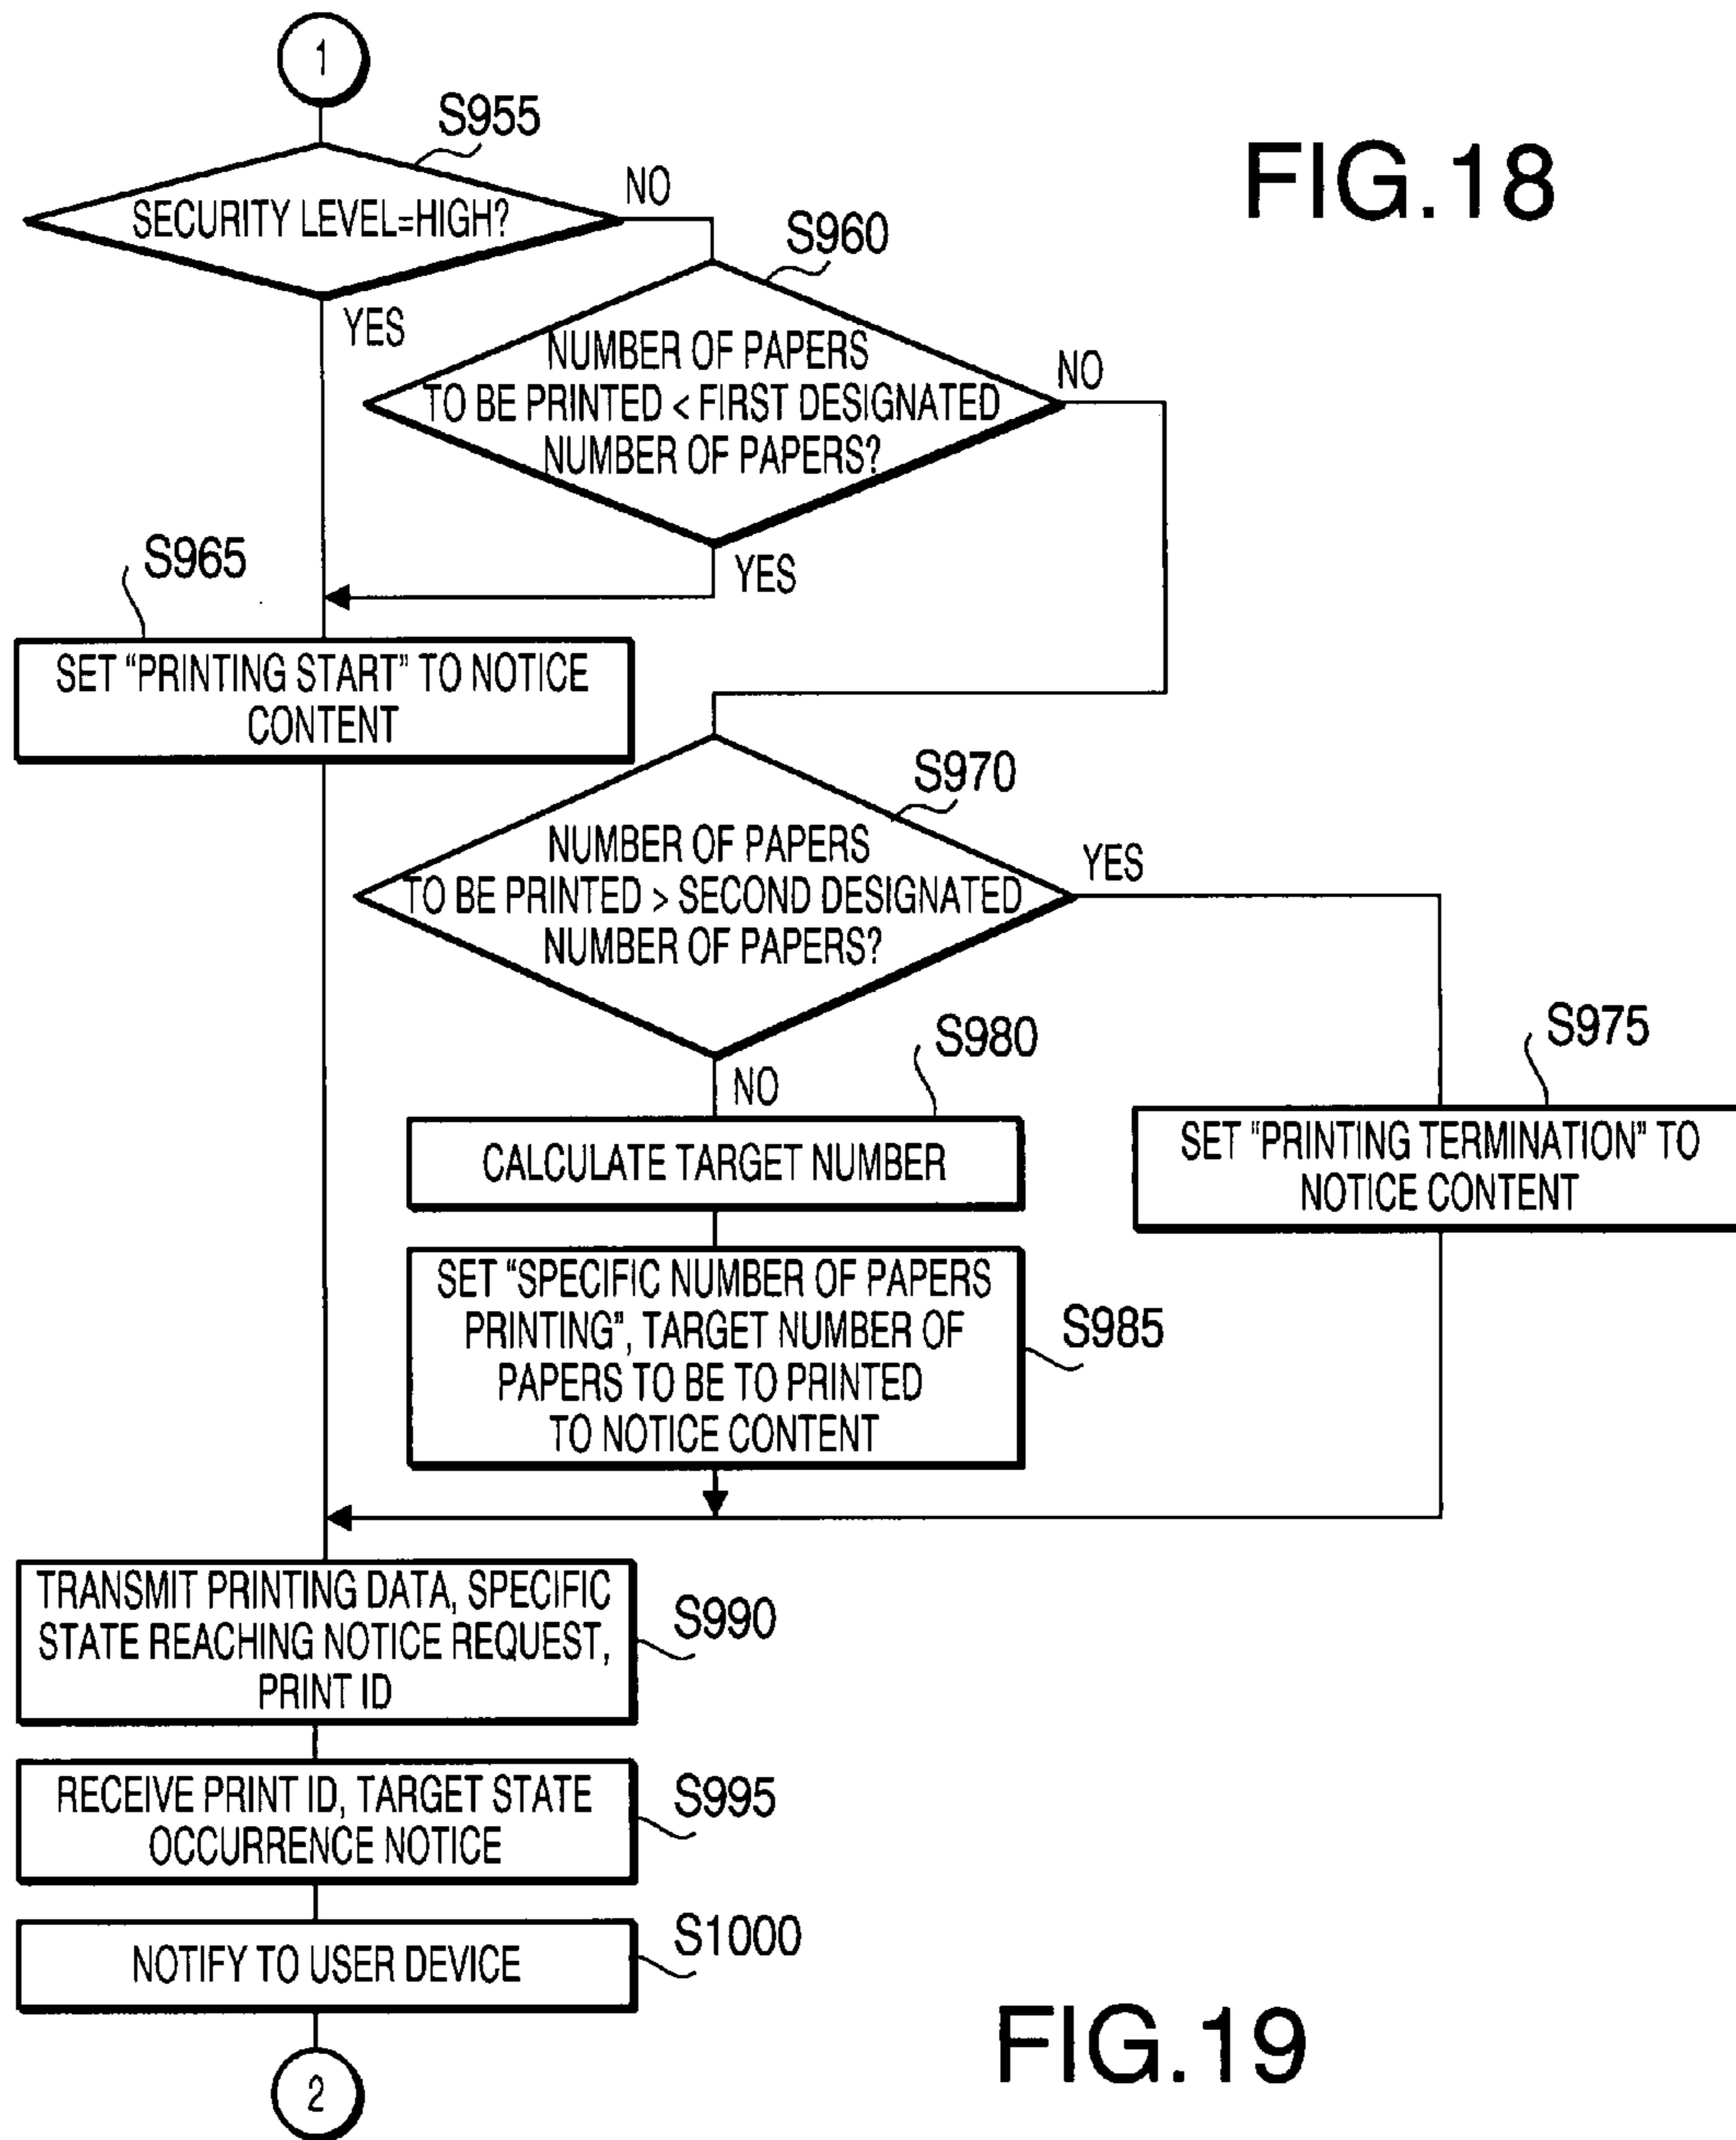 1
S955
FIG.18
SECURITY LEVEL=HIGH?
NO
S960
YES
NUMBER OF PAPERS
TO BE PRINTED < FIRST DESIGNATED
NUMBER OF PAPERS?
NO
YES
S965
SET "PRINTING START" TO NOTICE
CONTENT
S970
NUMBER OF PAPERS
TO BE PRINTED > SECOND DESIGNATED
NUMBER OF PAPERS?
YES
NO
S980
S975
CALCULATE TARGET NUMBER
SET "PRINTING TERMINATION" TO
NOTICE CONTENT
SET "SPECIFIC NUMBER OF PAPERS
PRINTING", TARGET NUMBER OF
PAPERS TO BE TO PRINTED
TO NOTICE CONTENT
S985
TRANSMIT PRINTING DATA, SPECIFIC
STATE REACHING NOTICE REQUEST,
PRINT ID
S990
RECEIVE PRINT ID, TARGET STATE
OCCURRENCE NOTICE
S995
NOTIFY TO USER DEVICE
S1000
2
FIG.19